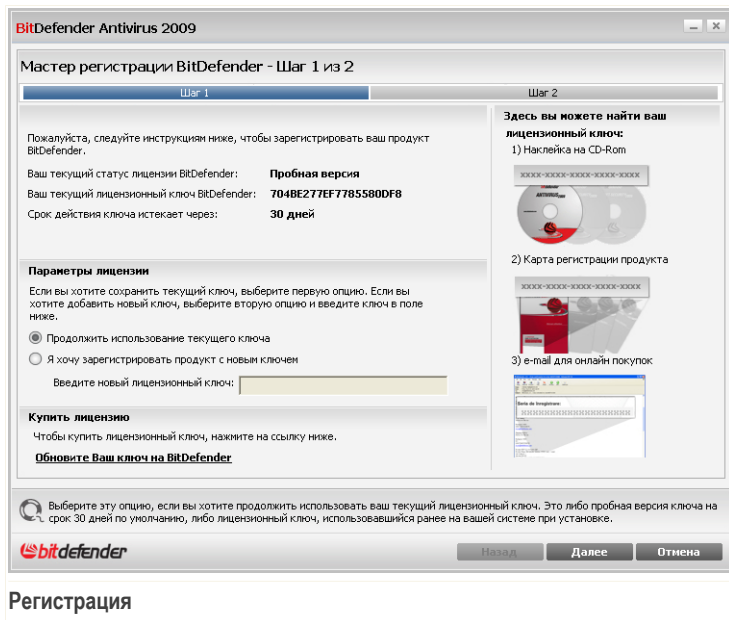 BitDefender Antivirus 2009
Мастер регистрации BitDefender - Шаг 1 из 2
Шаг 1
Шаг 2
Пожалуйста, следуйте инструкциям ниже, чтобы зарегистрировать ваш продукт
BitDefender.
Ваш текущий статус лицензии BitDefender: Пробная версия
Ваш текущий лицензионный ключ BitDefender: 704BE277EF7785580DF8
Срок действия ключа истекает через: 30 дней
Параметры лицензии
Если вы хотите сохранить текущий ключ, выберите первую опцию. Если вы
хотите добавить новый ключ, выберите вторую опцию и введите ключ в поле
ниже.
Продолжить использование текущего ключа
Я хочу зарегистрировать продукт с новым ключем
Введите новый лицензионный ключ:
Купить лицензию
Чтобы купить лицензионный ключ, нажмите на ссылку ниже.
Обновите Ваш ключ на BitDefender
Здесь вы можете найти ваш
лицензионный ключ:
1) Наклейка на CD-Rom
xxxx-xxxx-xxxx-xxxx-xxxx
ANTIVIRUS
2) Карта регистрации продукта
xxxx-xxxx-xxxx-xxxx-xxxx
3) e-mail для онлайн покупок
Serie de Inregistrare:
Выберите эту опцию, если вы хотите продолжить использовать ваш текущий лицензионный ключ. Это либо пробная версия ключа на
срок 30 дней по умолчанию, либо лицензионный ключ, использовавшийся ранее на вашей системе при установке.
bitdefender
Назад
Далее
Отмена
Регистрация